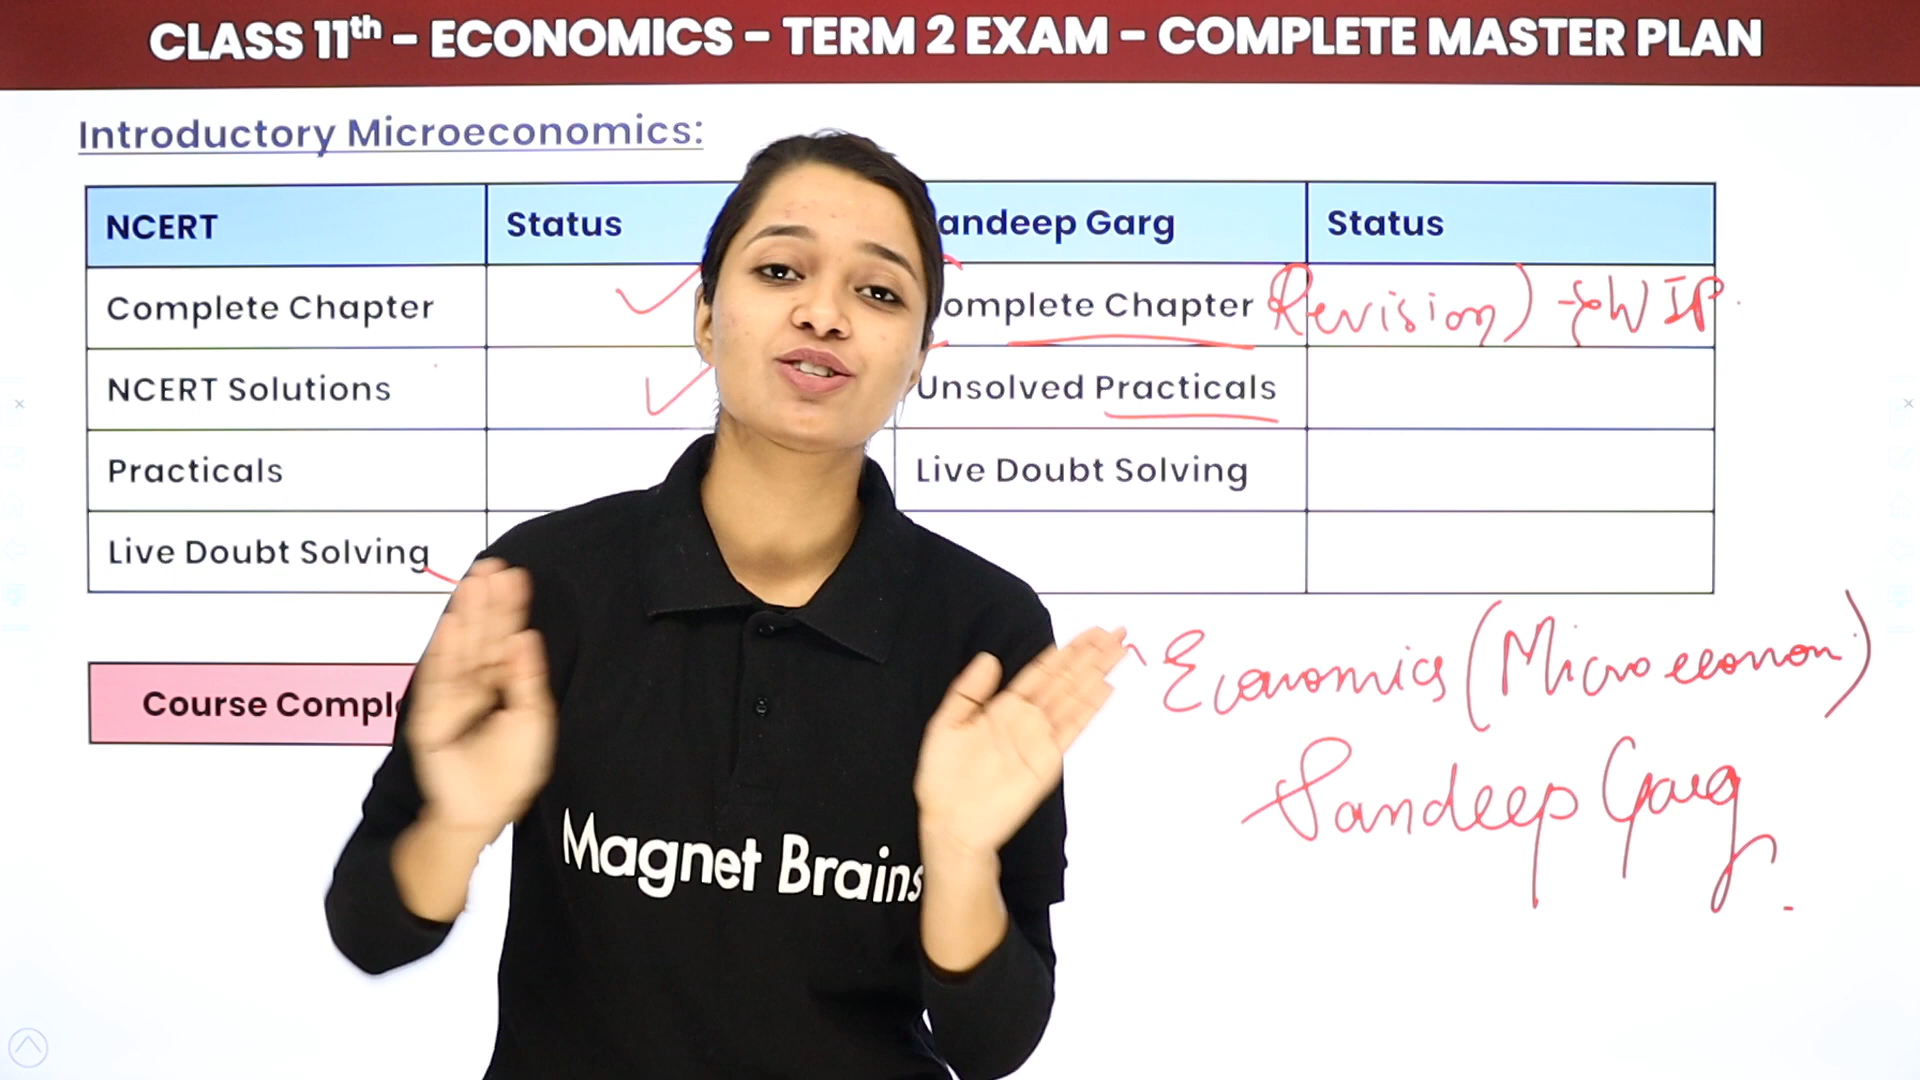 CLASS 11th - ECONOMICS - TERM 2 EXAM - COMPLETE MASTER PLAN
Introductory Microeconomics:
NCERT Status andeep Garg Status
Complete Chapter omplete Chapter Revision) → WIP.
NCERT Solutions Unsolved Practicals
Practicals Live Doubt Solving
Live Doubt Solving
Economics (Microeconom)
Course Compl
Sandeep Garg
Magnet Brains